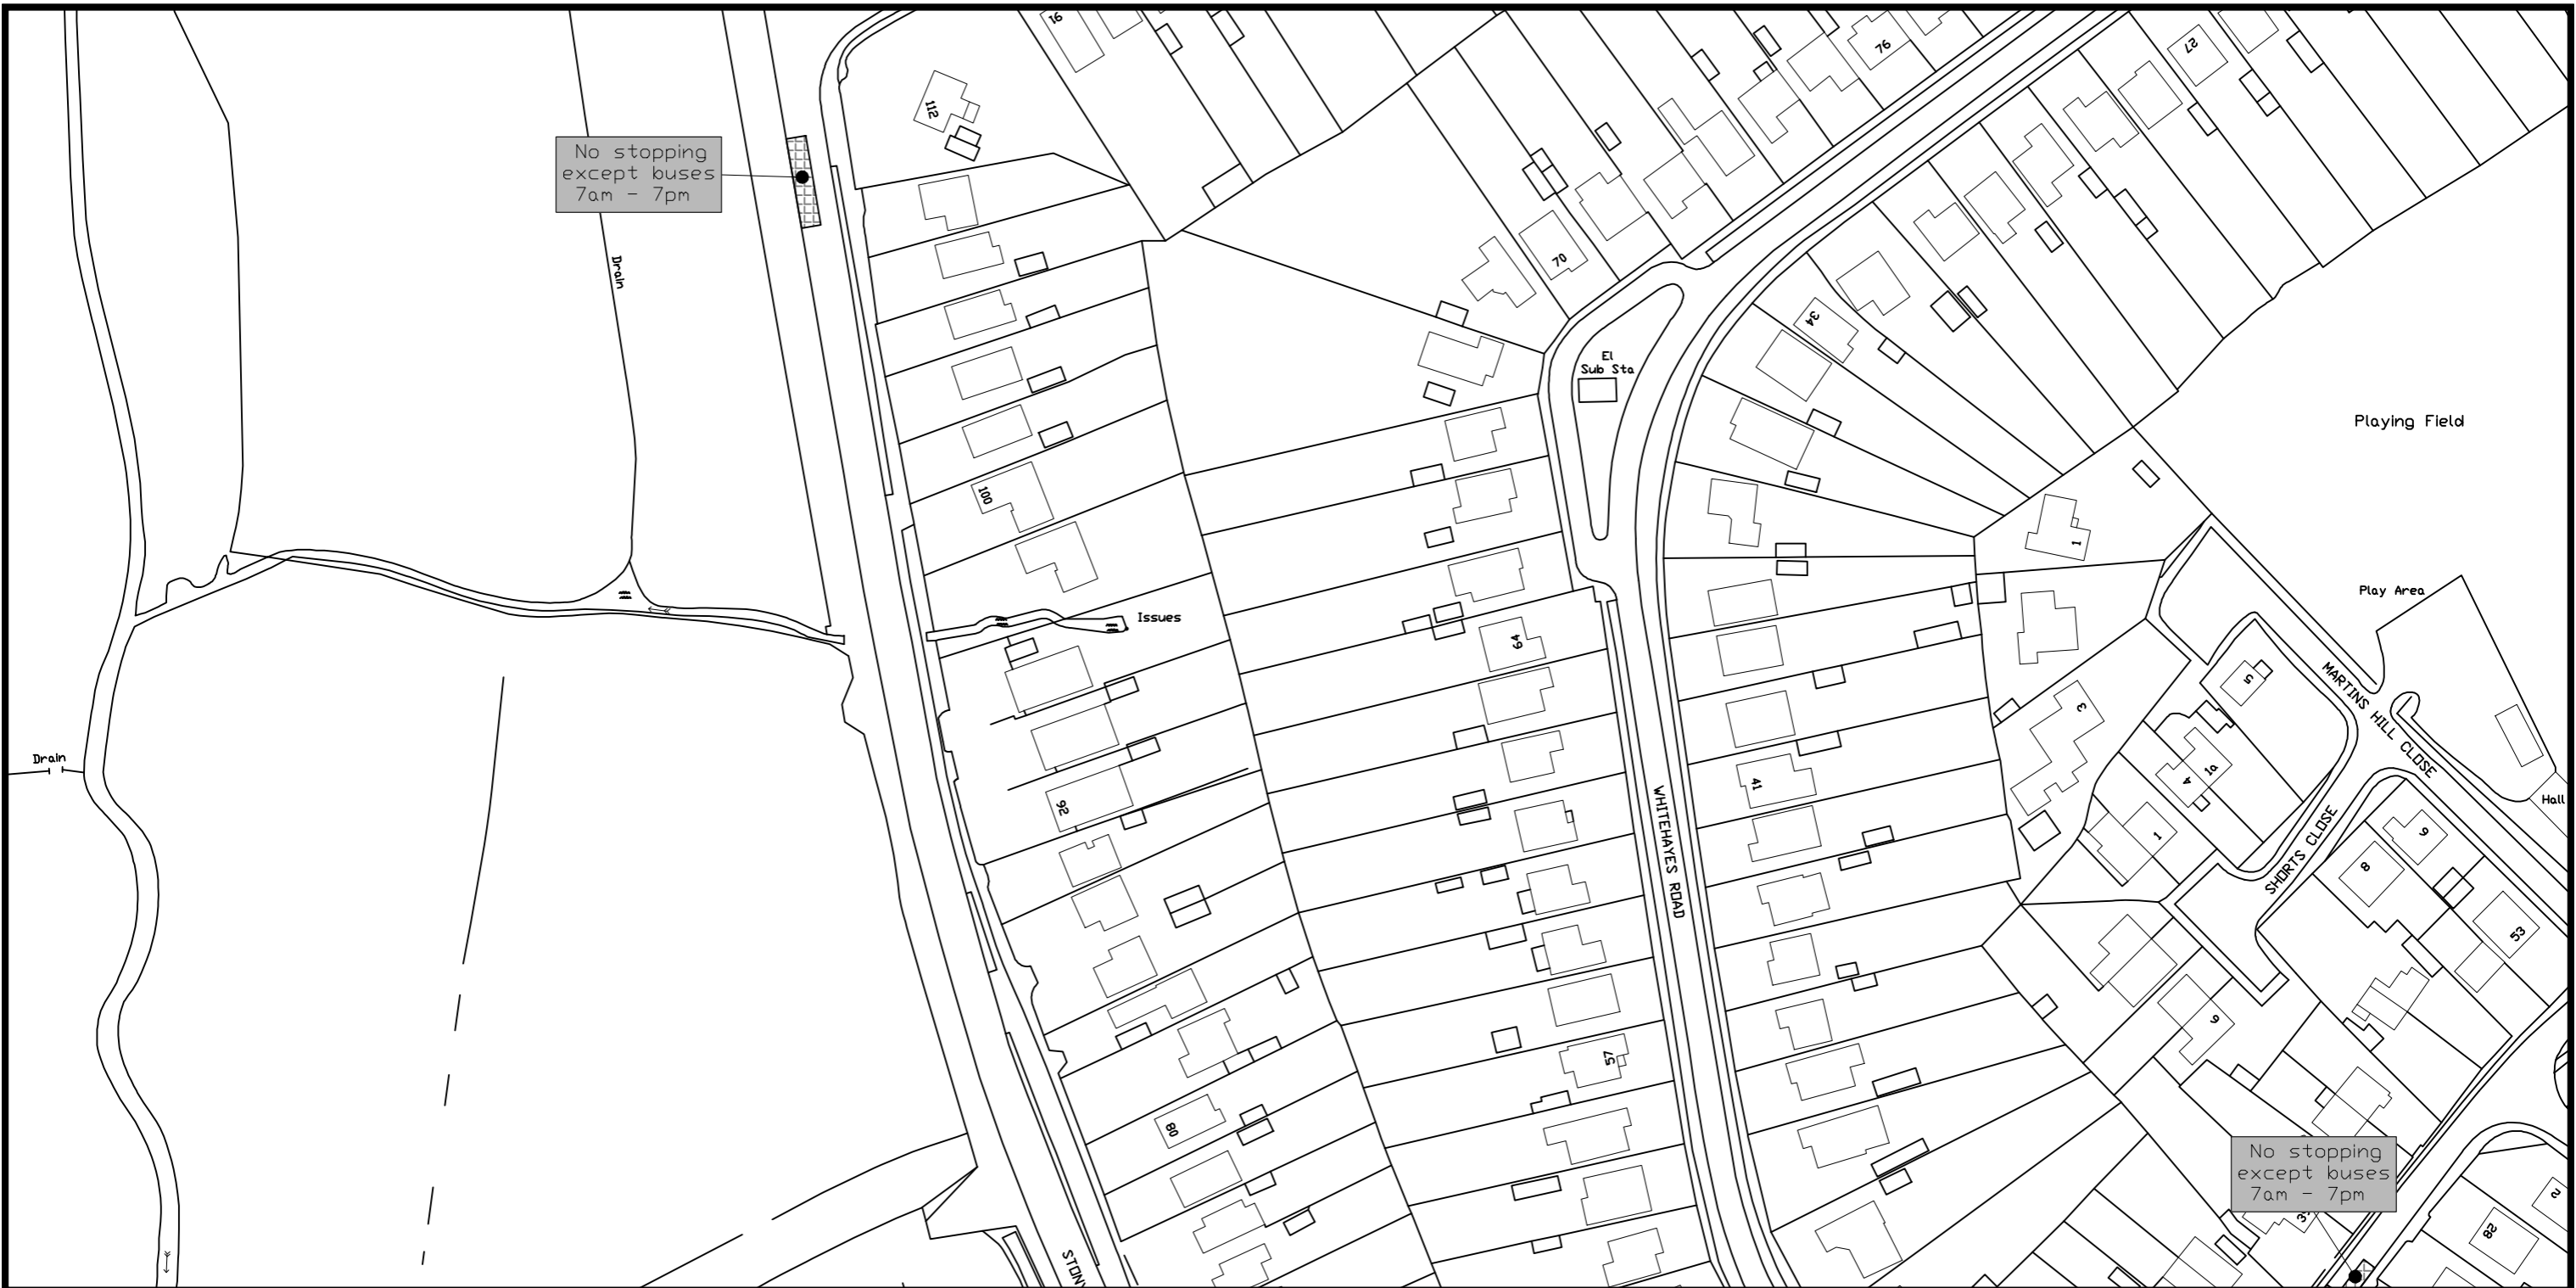 16
76
27
112
No stopping
except buses
7am - 7pm
Drain
70
34
El
Sub Sta
Playing Field
100
1
Play Area
Issues
64
5
MARTINS HILL CLOSE
3
Drain
41
4
1a
WHITEHAYES ROAD
Hall
92
1
SHORTS CLOSE
9
8
53
9
57
80
No stopping
except buses
7am - 7pm
2
28